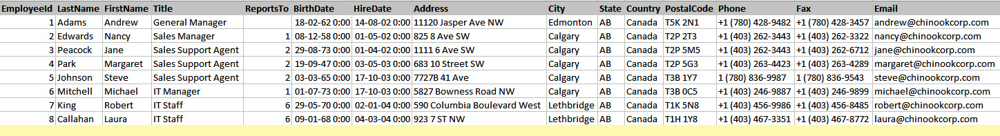 EmployeeId LastName FirstName Title ReportsTo BirthDate HireDate Address City State Country PostalCode Phone Fax Email
1 Adams Andrew General Manager 18-02-62 0:00 14-08-02 0:00 11120 Jasper Ave NW Edmonton AB Canada T5K 2N1 +1 (780) 428-9482 +1 (780) 428-3457 andrew@chinookcorp.com
2 Edwards Nancy Sales Manager 1 08-12-58 0:00 01-05-02 0:00 825 8 Ave SW Calgary AB Canada T2P 2T3 +1 (403) 262-3443 +1 (403) 262-3322 nancy@chinookcorp.com
3 Peacock Jane Sales Support Agent 2 29-08-73 0:00 01-04-02 0:00 1111 6 Ave SW Calgary AB Canada T2P 5M5 +1 (403) 262-3443 +1 (403) 262-6712 jane@chinookcorp.com
4 Park Margaret Sales Support Agent 2 19-09-47 0:00 03-05-03 0:00 683 10 Street SW Calgary AB Canada T2P 5G3 +1 (403) 263-4423 +1 (403) 263-4289 margaret@chinookcorp.com
5 Johnson Steve Sales Support Agent 2 03-03-65 0:00 17-10-03 0:00 7727B 41 Ave Calgary AB Canada T3B 1Y7 1 (780) 836-9987 1 (780) 836-9543 steve@chinookcorp.com
6 Mitchell Michael IT Manager 1 01-07-73 0:00 17-10-03 0:00 5827 Bowness Road NW Calgary AB Canada T3B 0C5 +1 (403) 246-9887 +1 (403) 246-9899 michael@chinookcorp.com
7 King Robert IT Staff 6 29-05-70 0:00 02-01-04 0:00 590 Columbia Boulevard West Lethbridge AB Canada T1K 5N8 +1 (403) 456-9986 +1 (403) 456-8485 robert@chinookcorp.com
8 Callahan Laura IT Staff 6 09-01-68 0:00 04-03-04 0:00 923 7 ST NW Lethbridge AB Canada T1H 1Y8 +1 (403) 467-3351 +1 (403) 467-8772 laura@chinookcorp.com